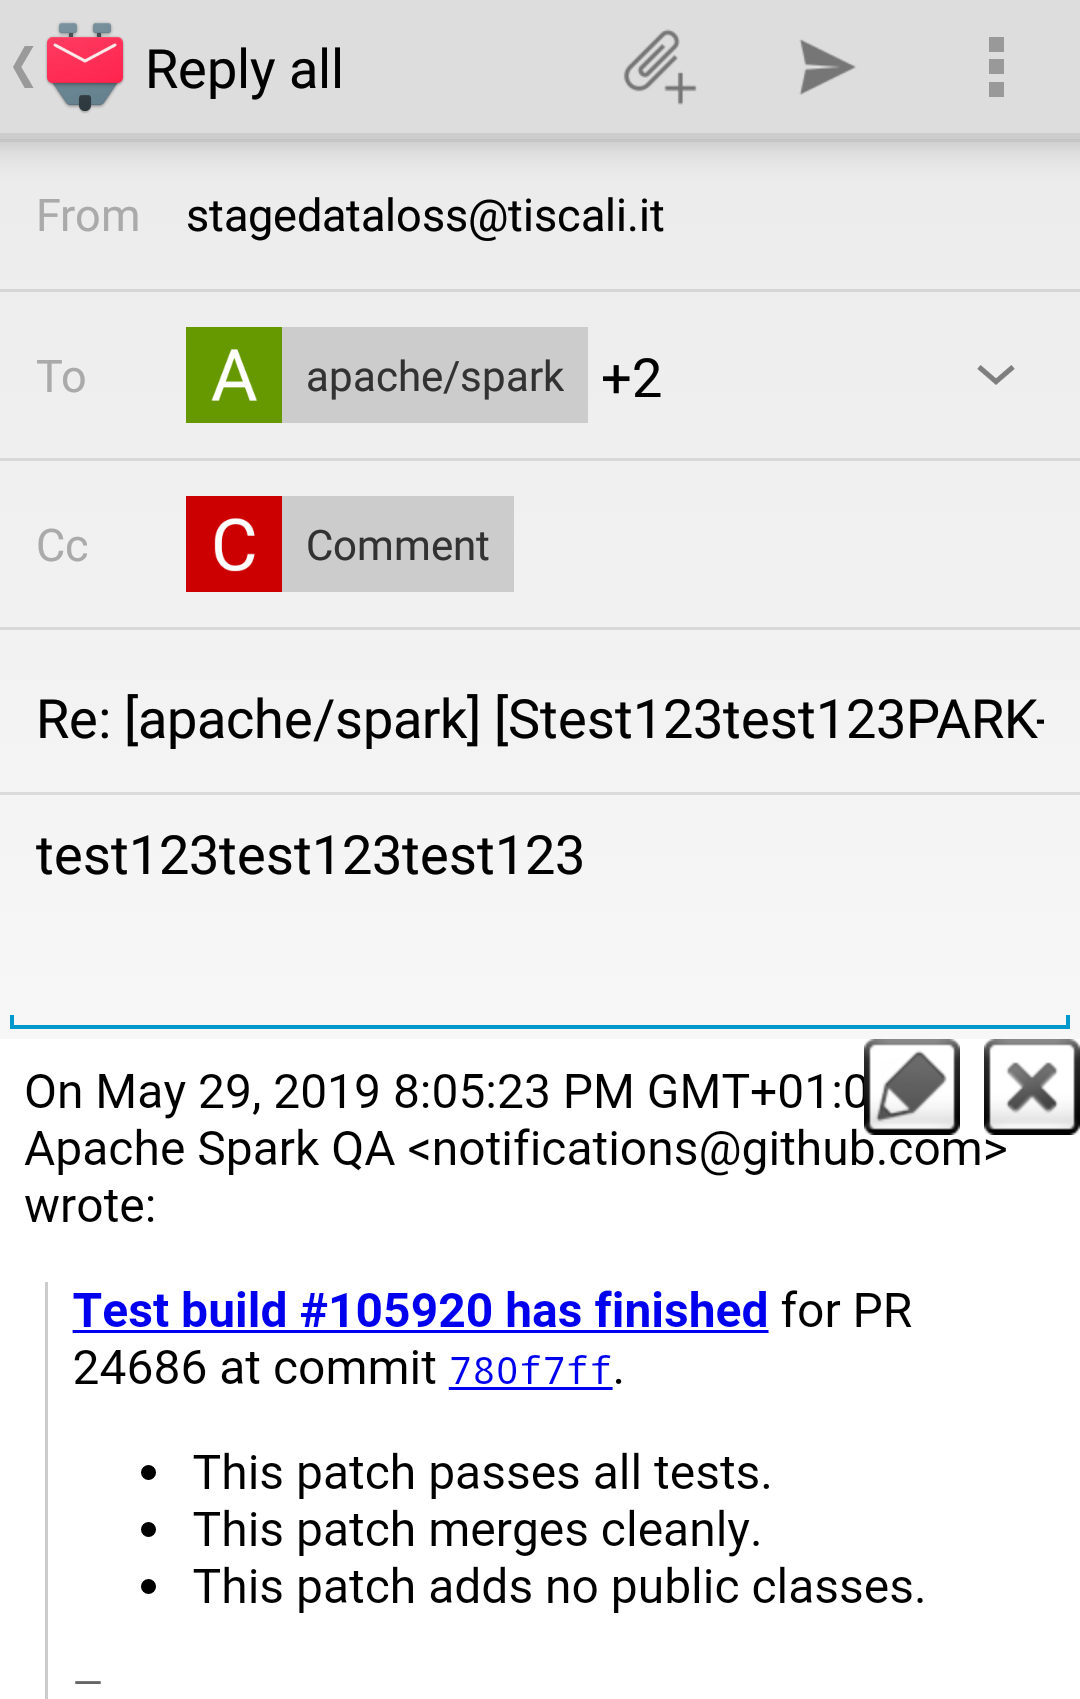 Reply all
From stagedataloss@tiscali.it
To A apache/spark +2
Cc C Comment
Re: [apache/spark] [Stest123test123PARK-
test123test123test123
On May 29, 2019 8:05:23 PM GMT+01:0
Apache Spark QA <notifications@github.com>
wrote:
Test build #105920 has finished for PR
24686 at commit 780f7ff.
• This patch passes all tests.
• This patch merges cleanly.
• This patch adds no public classes.
—